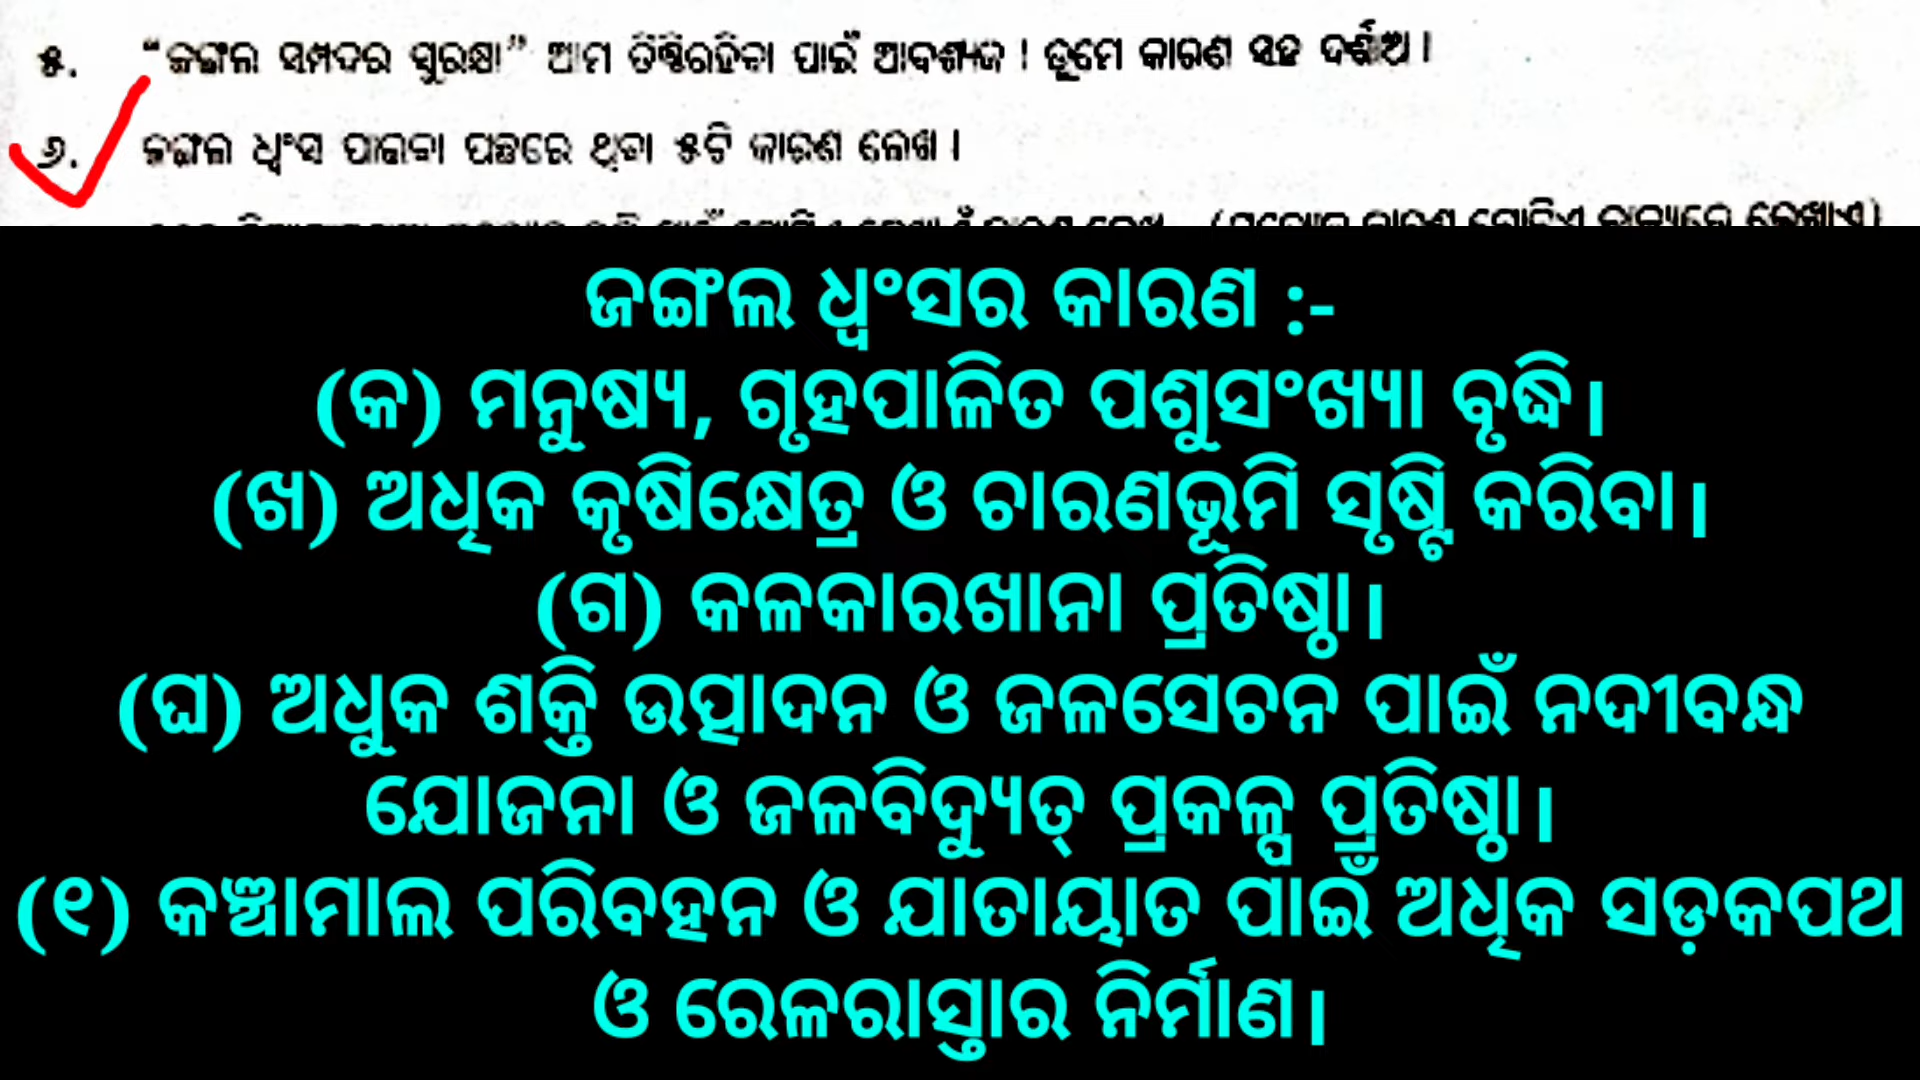 ୫. “ଜଙ୍ଗଲ ସମ୍ପଦର ସୁରକ୍ଷା” ଆମ ତିଷ୍ଠିରହିବା ପାଇଁ ଆବଶ୍ୟକ । ତୁମେ କାରଣ ସହ ଦର୍ଶାଅ ।
୬. ଜଙ୍ଗଲ ଧ୍ୱଂସ ପାଇବା ପଛରେ ଥିବା ୫ଟି କାରଣ ଲେଖ ।
ଜଙ୍ଗଲ ଧ୍ୱଂସର କାରଣ :-
(କ) ମନୁଷ୍ୟ, ଗୃହପାଳିତ ପଶୁସଂଖ୍ୟା ବୃଦ୍ଧି।
(ଖ) ଅଧିକ କୃଷିକ୍ଷେତ୍ର ଓ ଚାରଣଭୂମି ସୃଷ୍ଟି କରିବା।
(ଗ) କଳକାରଖାନା ପ୍ରତିଷ୍ଠା।
(ଘ) ଅଧୁକ ଶକ୍ତି ଉତ୍ପାଦନ ଓ ଜଳସେଚନ ପାଇଁ ନଦୀବନ୍ଧ
ଯୋଜନା ଓ ଜଳବିଦ୍ୟୁତ୍ ପ୍ରକଳ୍ପ ପ୍ରତିଷ୍ଠା।
(୧) କଞ୍ଚାମାଲ ପରିବହନ ଓ ଯାତାୟାତ ପାଇଁ ଅଧିକ ସଡ଼କପଥ
ଓ ରେଳରାସ୍ତାର ନିର୍ମାଣ।